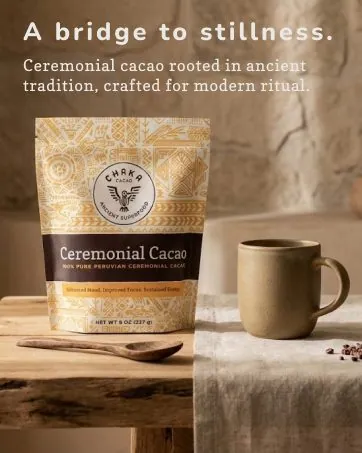 A bridge to stillness.
Ceremonial cacao rooted in ancient
tradition, crafted for modern ritual.
CHAKA
CACAO
ANCIENT SUPERFOOD
Ceremonial Cacao
100% PURE PERUVIAN CEREMONIAL CACAO
Enhanced Mood, Improved Focus, Sustained Energy
NET WT 8 OZ (227 g)